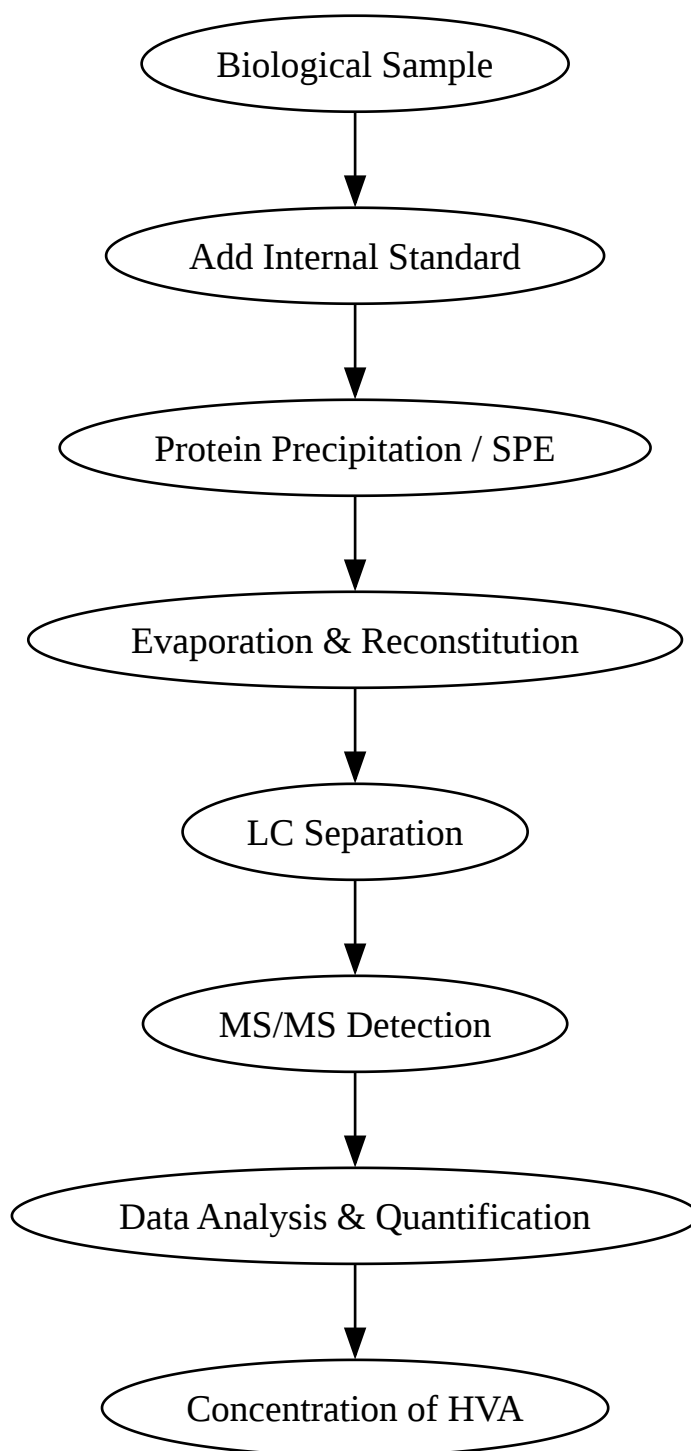 Biological Sample
Add Internal Standard
Protein Precipitation / SPE
Evaporation & Reconstitution
LC Separation
MS/MS Detection
Data Analysis & Quantification
Concentration of HVA